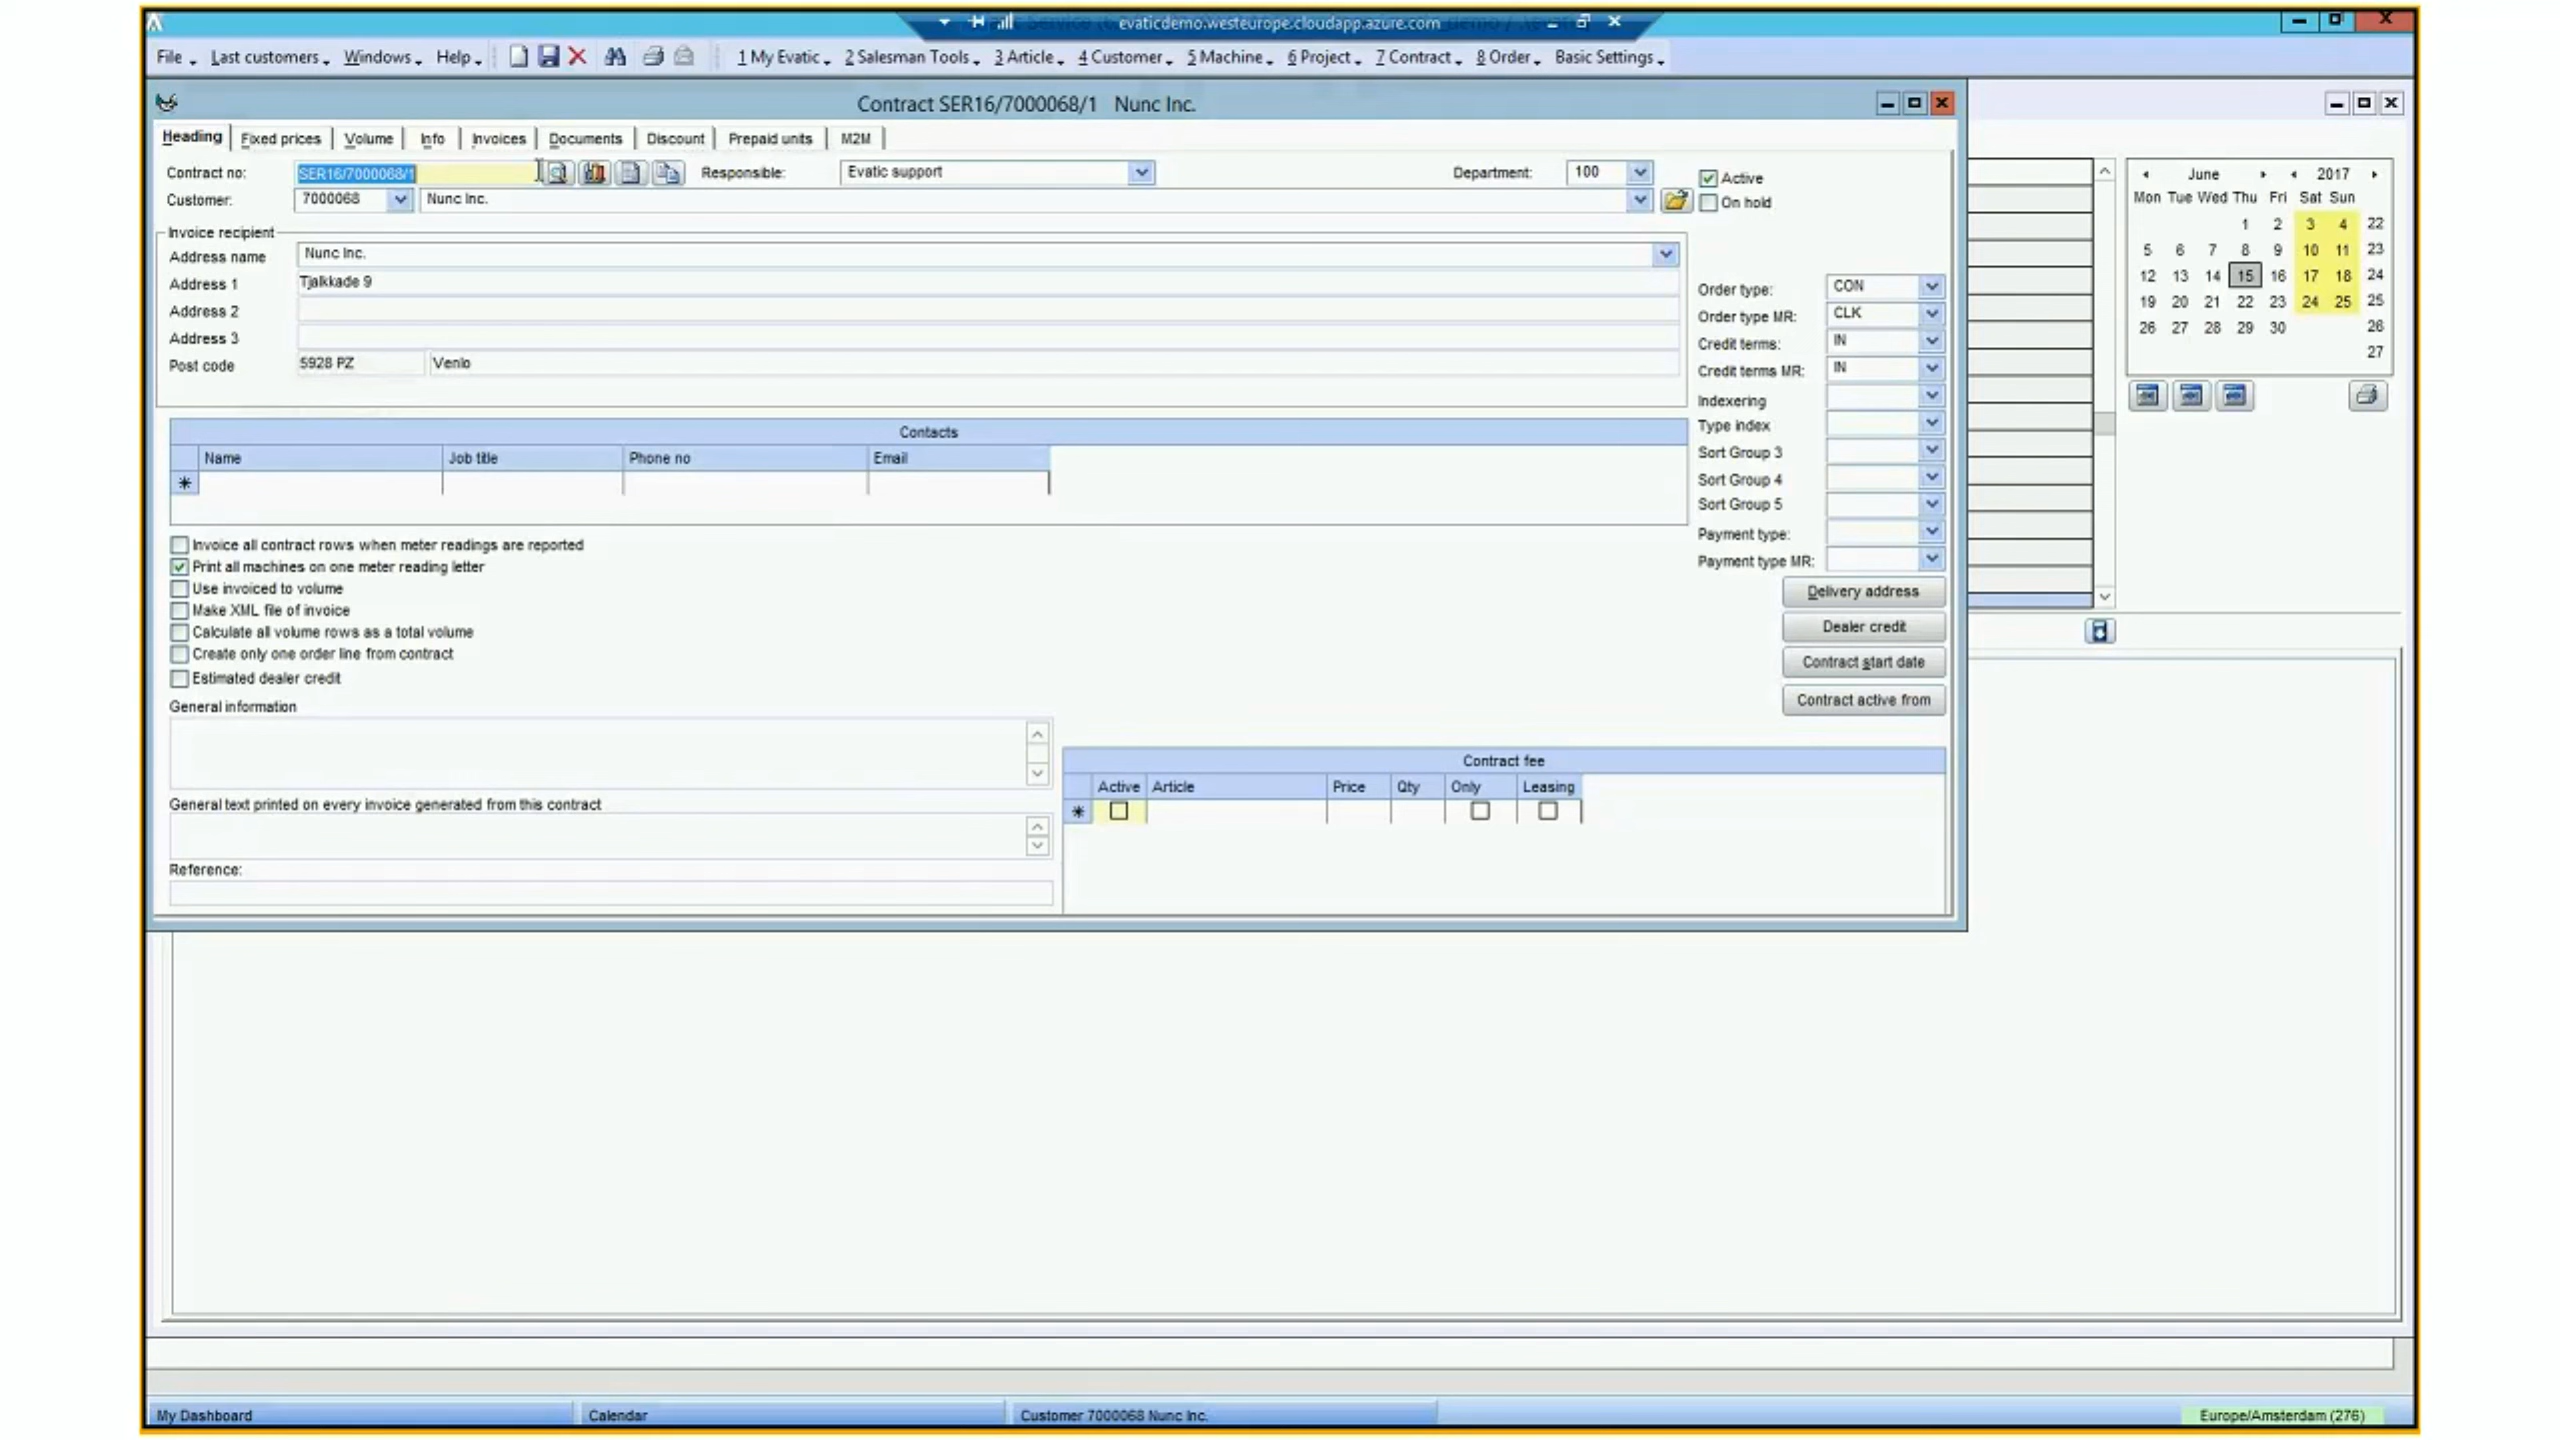 evaticdemo.westeurope.cloudapp.azure.com
File Last customers Windows Help 1 My Evatic 2 Salesman Tools 3 Article 4 Customer 5 Machine 6 Project 7 Contract 8 Order Basic Settings
Contract SER16/7000068/1 Nunc Inc.
Heading Fixed prices Volume Info Invoices Documents Discount Prepaid units M2M
Contract no: SER16/7000068/1 Responsible: Evatic support Department: 100 Active
Customer: 7000068 Nunc Inc. On hold
Invoice recipient
Address name Nunc Inc.
Address 1 Tjalkkade 9
Address 2
Address 3
Post code 5928 PZ Venlo
Order type: CON
Order type MR: CLK
Credit terms: IN
Credit terms MR: IN
Indexering
Type index
Sort Group 3
Sort Group 4
Sort Group 5
Payment type:
Payment type MR:
Contacts
Name Job title Phone no Email
Invoice all contract rows when meter readings are reported
Print all machines on one meter reading letter
Use invoiced to volume
Make XML file of invoice
Calculate all volume rows as a total volume
Create only one order line from contract
Estimated dealer credit
Delivery address
Dealer credit
Contract start date
Contract active from
General information
General text printed on every invoice generated from this contract
Reference:
Contract fee
Active Article Price Qty Only Leasing
June 2017
Mon Tue Wed Thu Fri Sat Sun
1 2 3 4 22
5 6 7 8 9 10 11 23
12 13 14 15 16 17 18 24
19 20 21 22 23 24 25 25
26 27 28 29 30 26
27
My Dashboard Calendar Customer 7000068 Nunc Inc. Europe/Amsterdam (276)